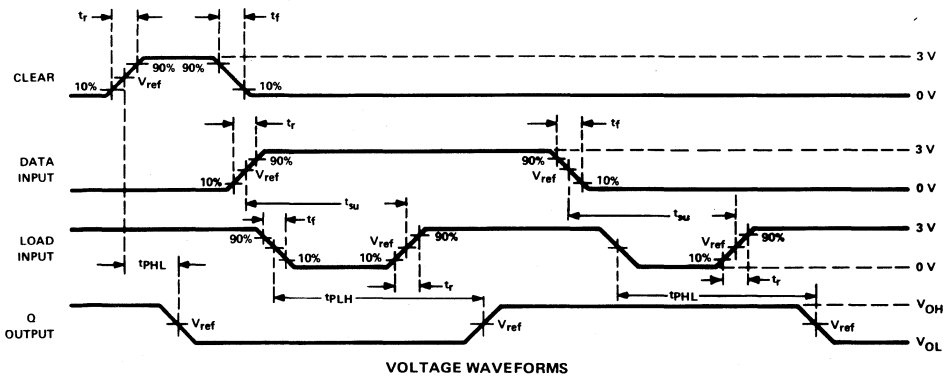 tr tf
CLEAR 10% Vref 90% 90% 10% 3 V 0 V
tr tf
DATA INPUT 10% Vref 90% 90% Vref 10% 3 V 0 V
tsu tsu
tf
LOAD INPUT 90% 10% 10% Vref 90% Vref 10% 90% 3 V 0 V
tPHL tr tr
tPLH tPHL
Q OUTPUT Vref Vref Vref VOH VOL
VOLTAGE WAVEFORMS